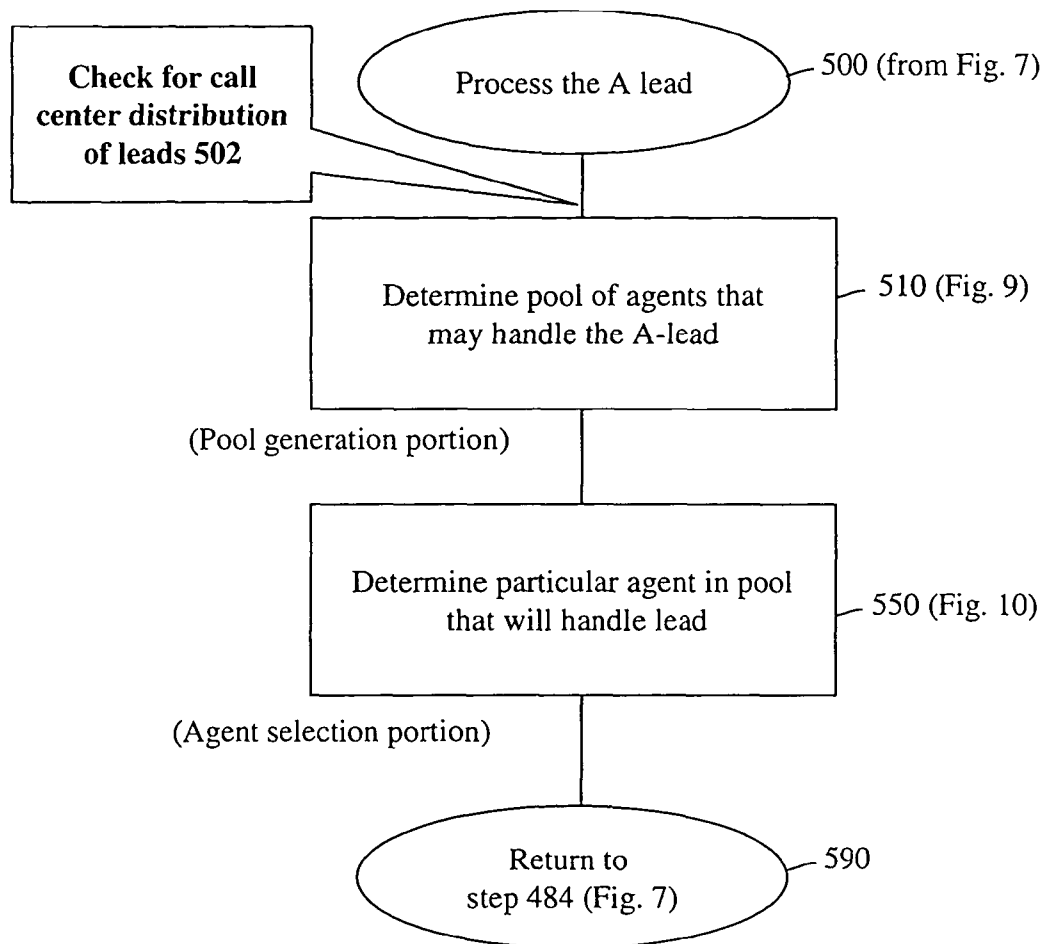 Check for call
center distribution
of leads 502
Process the A lead
500 (from Fig. 7)
Determine pool of agents that
may handle the A-lead
510 (Fig. 9)
(Pool generation portion)
Determine particular agent in pool
that will handle lead
550 (Fig. 10)
(Agent selection portion)
Return to
step 484 (Fig. 7)
590